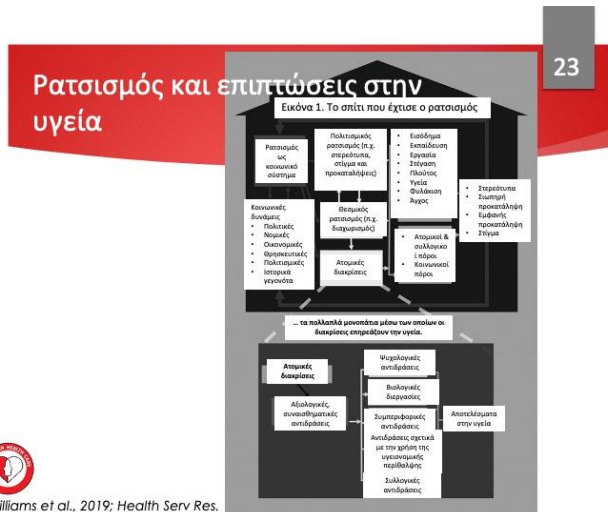 23
Ρατσισμός και επιπτώσεις στην
υγεία
Εικόνα 1. Το σπίτι που έχτισε ο ρατσισμός
Ρατσισμός
ως
κοινωνικό
σύστημα
Πολιτισμικός
ρατσισμός (π.χ.
στερεότυπα,
στίγμα και
προκαταλήψεις)
• Εισόδημα
• Εκπαίδευση
• Εργασία
• Στέγαση
• Πλούτος
• Υγεία
• Φυλάκιση
• Άγχος
• Στερεότυπα
• Σιωπηρή
προκατάληψη
• Εμφανής
προκατάληψη
• Στίγμα
Κοινωνικές
δυνάμεις
• Πολιτικές
• Νομικές
• Οικονομικές
• Θρησκευτικές
• Πολιτισμικές
• Ιστορικά
γεγονότα
Θεσμικός
ρατσισμός (π.χ.
διαχωρισμός)
Ατομικές
διακρίσεις
• Ατομικοί &
συλλογικο
ί πόροι
• Κοινωνικοί
πόροι
... τα πολλαπλά μονοπάτια μέσω των οποίων οι
διακρίσεις επηρεάζουν την υγεία.
Ατομικές
διακρίσεις
Αξιολογικές,
συναισθηματικές
αντιδράσεις
Ψυχολογικές
αντιδράσεις
Βιολογικές
διεργασίες
Συμπεριφορικές
αντιδράσεις
Αντιδράσεις σχετικά
με την χρήση της
υγειονομικής
περίθαλψης
Συλλογικές
αντιδράσεις
Αποτελέσματα
στην υγεία
illiams et al., 2019; Health Serv Res.